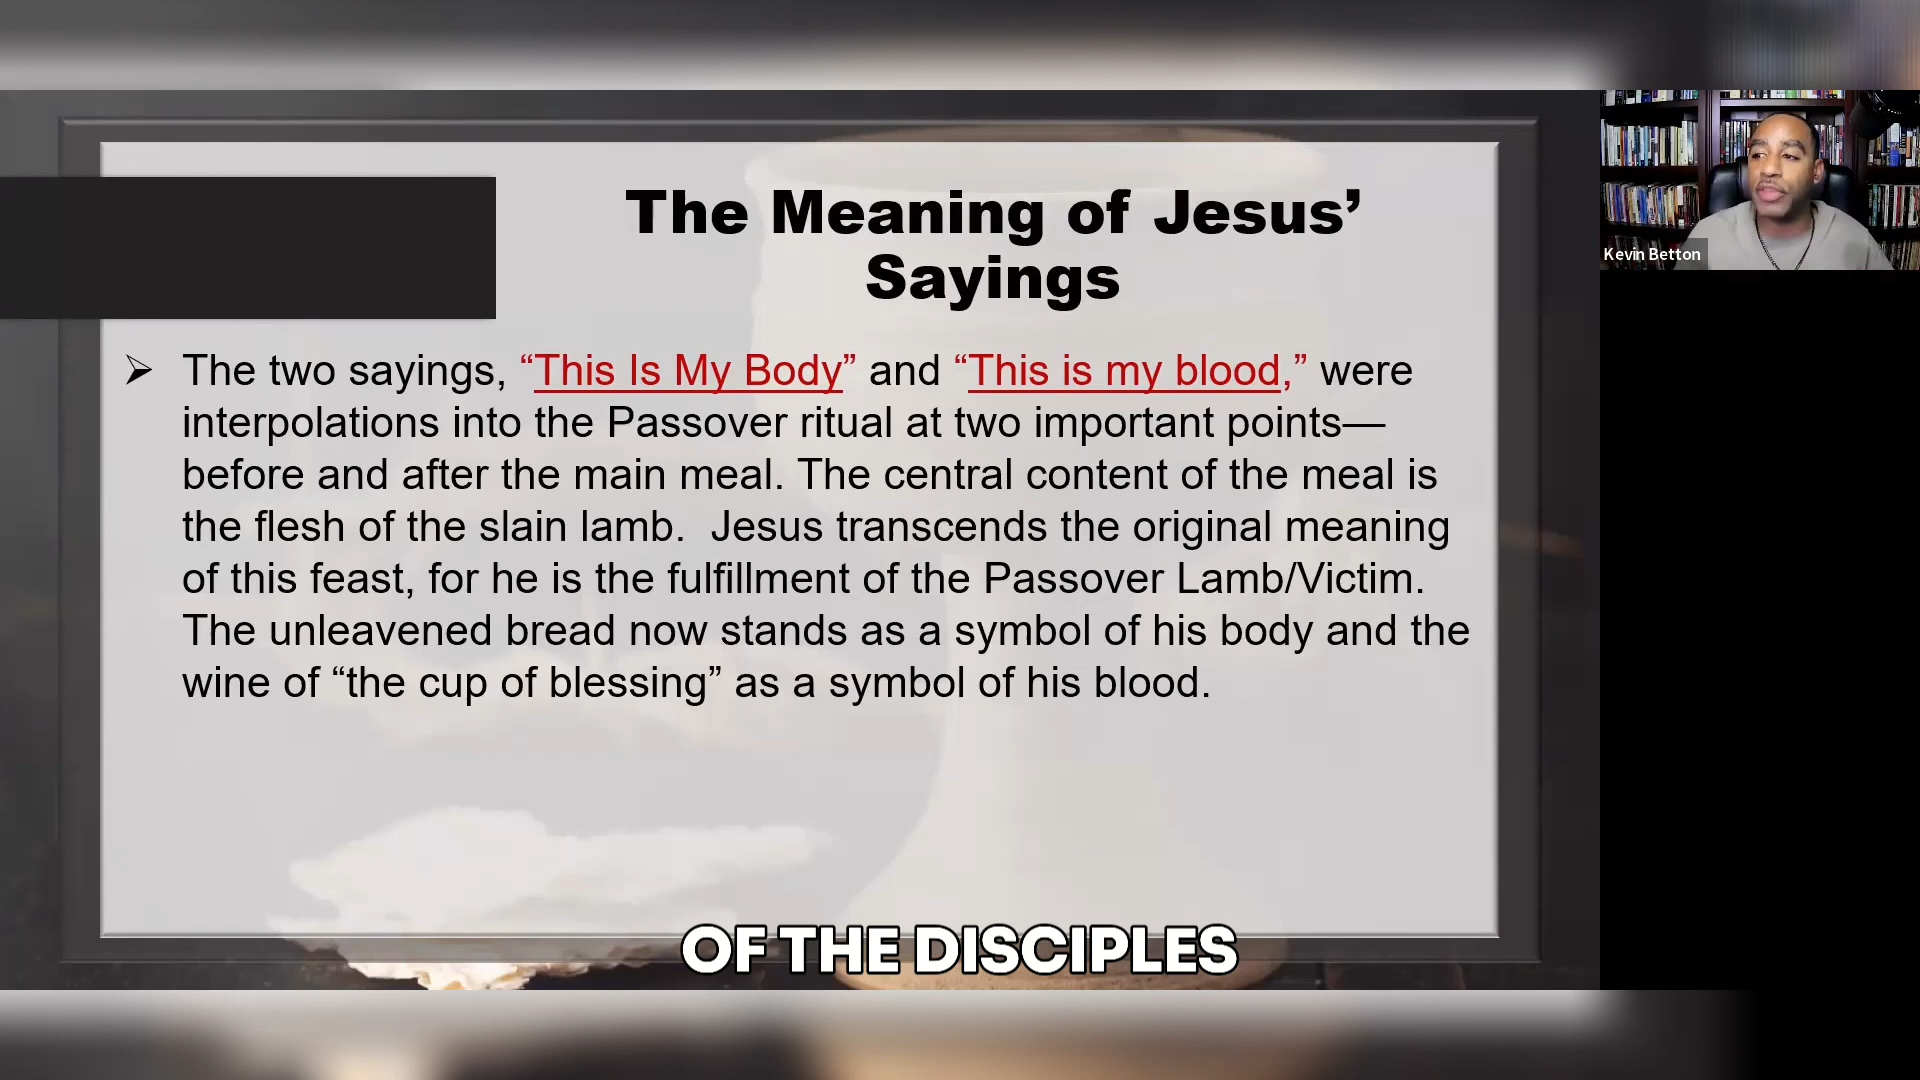 The Meaning of Jesus’
Sayings
➢ The two sayings, “This Is My Body” and “This is my blood,” were
interpolations into the Passover ritual at two important points—
before and after the main meal. The central content of the meal is
the flesh of the slain lamb.  Jesus transcends the original meaning
of this feast, for he is the fulfillment of the Passover Lamb/Victim.
The unleavened bread now stands as a symbol of his body and the
wine of “the cup of blessing” as a symbol of his blood.
Kevin Betton
OF THE DISCIPLES